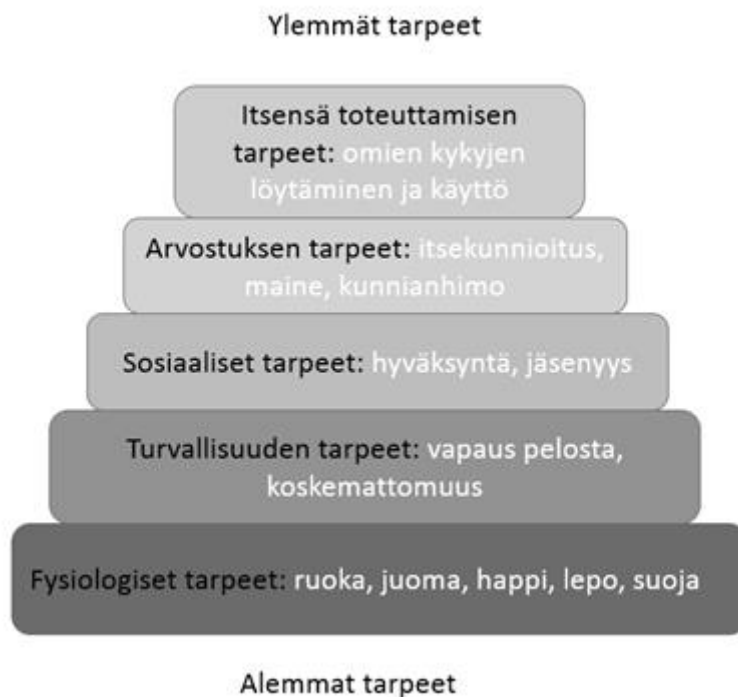 Ylemmät tarpeet
Itsensä toteuttamisen
tarpeet: omien kykyjen
löytäminen ja käyttö
Arvostuksen tarpeet: itsekunnioitus,
maine, kunnianhimo
Sosiaaliset tarpeet: hyväksyntä, jäsenyys
Turvallisuuden tarpeet: vapaus pelosta,
koskemattomuus
Fysiologiset tarpeet: ruoka, juoma, happi, lepo, suoja
Alemmat tarpeet